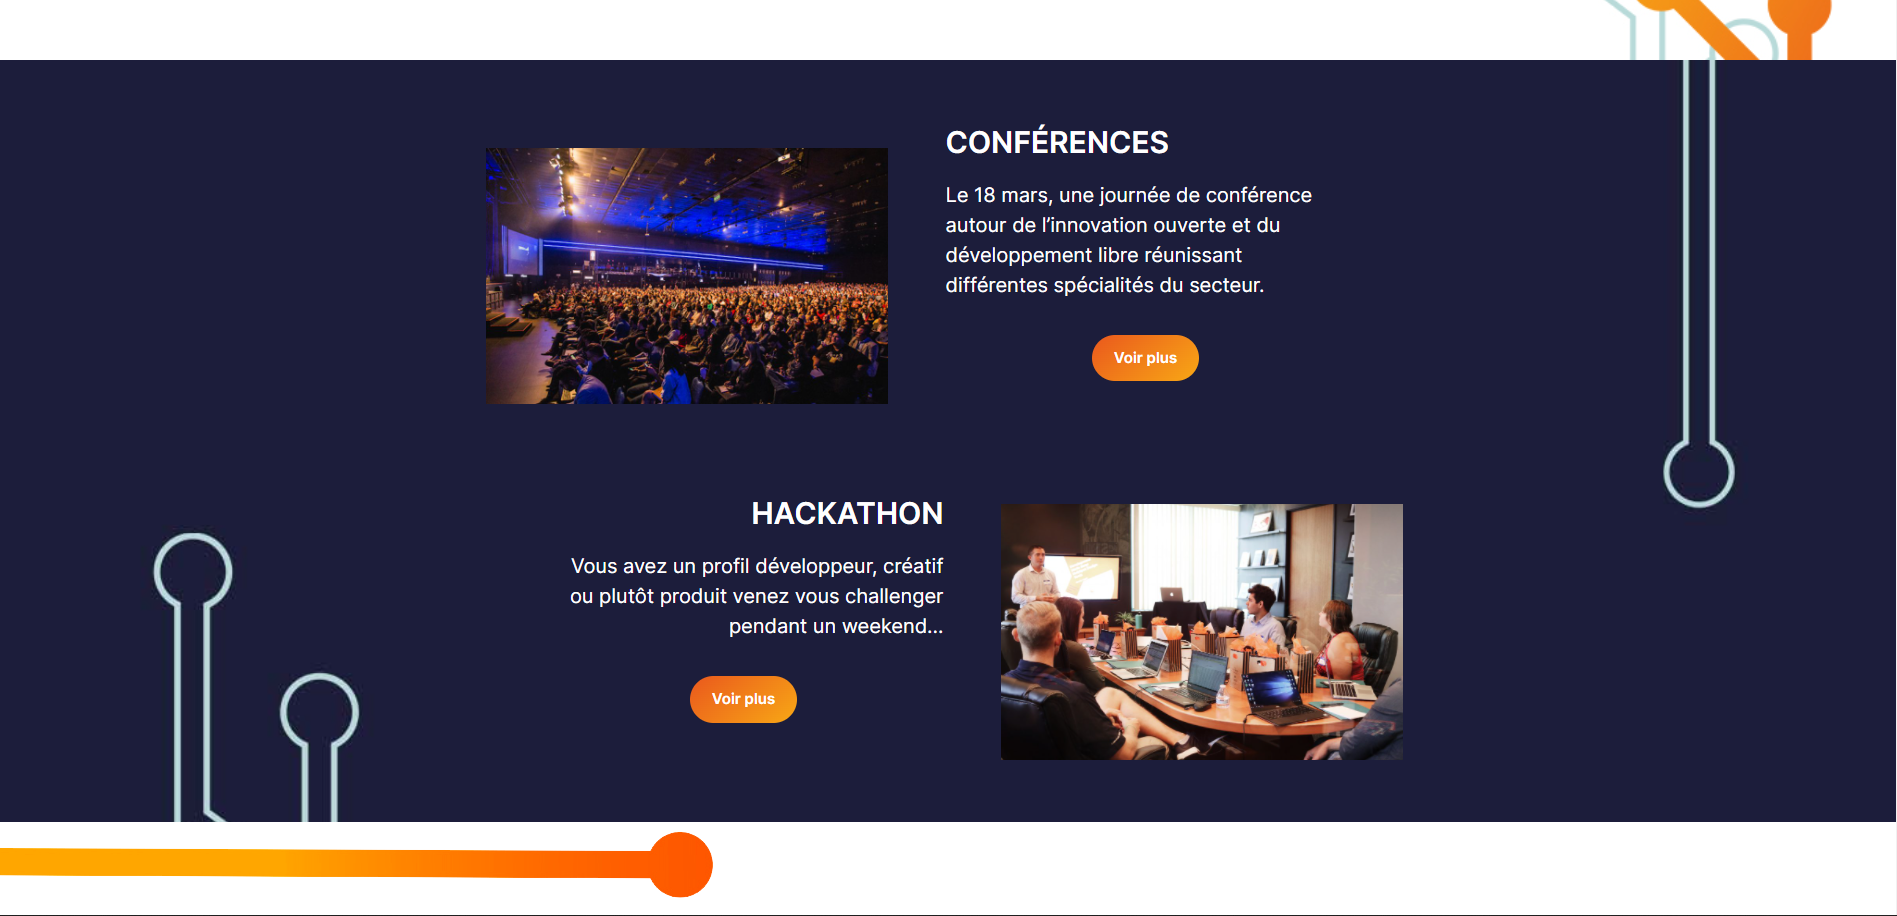 CONFÉRENCES
Le 18 mars, une journée de conférence
autour de l’innovation ouverte et du
développement libre réunissant
différentes spécialités du secteur.
Voir plus
HACKATHON
Vous avez un profil développeur, créatif
ou plutôt produit venez vous challenger
pendant un weekend...
Voir plus